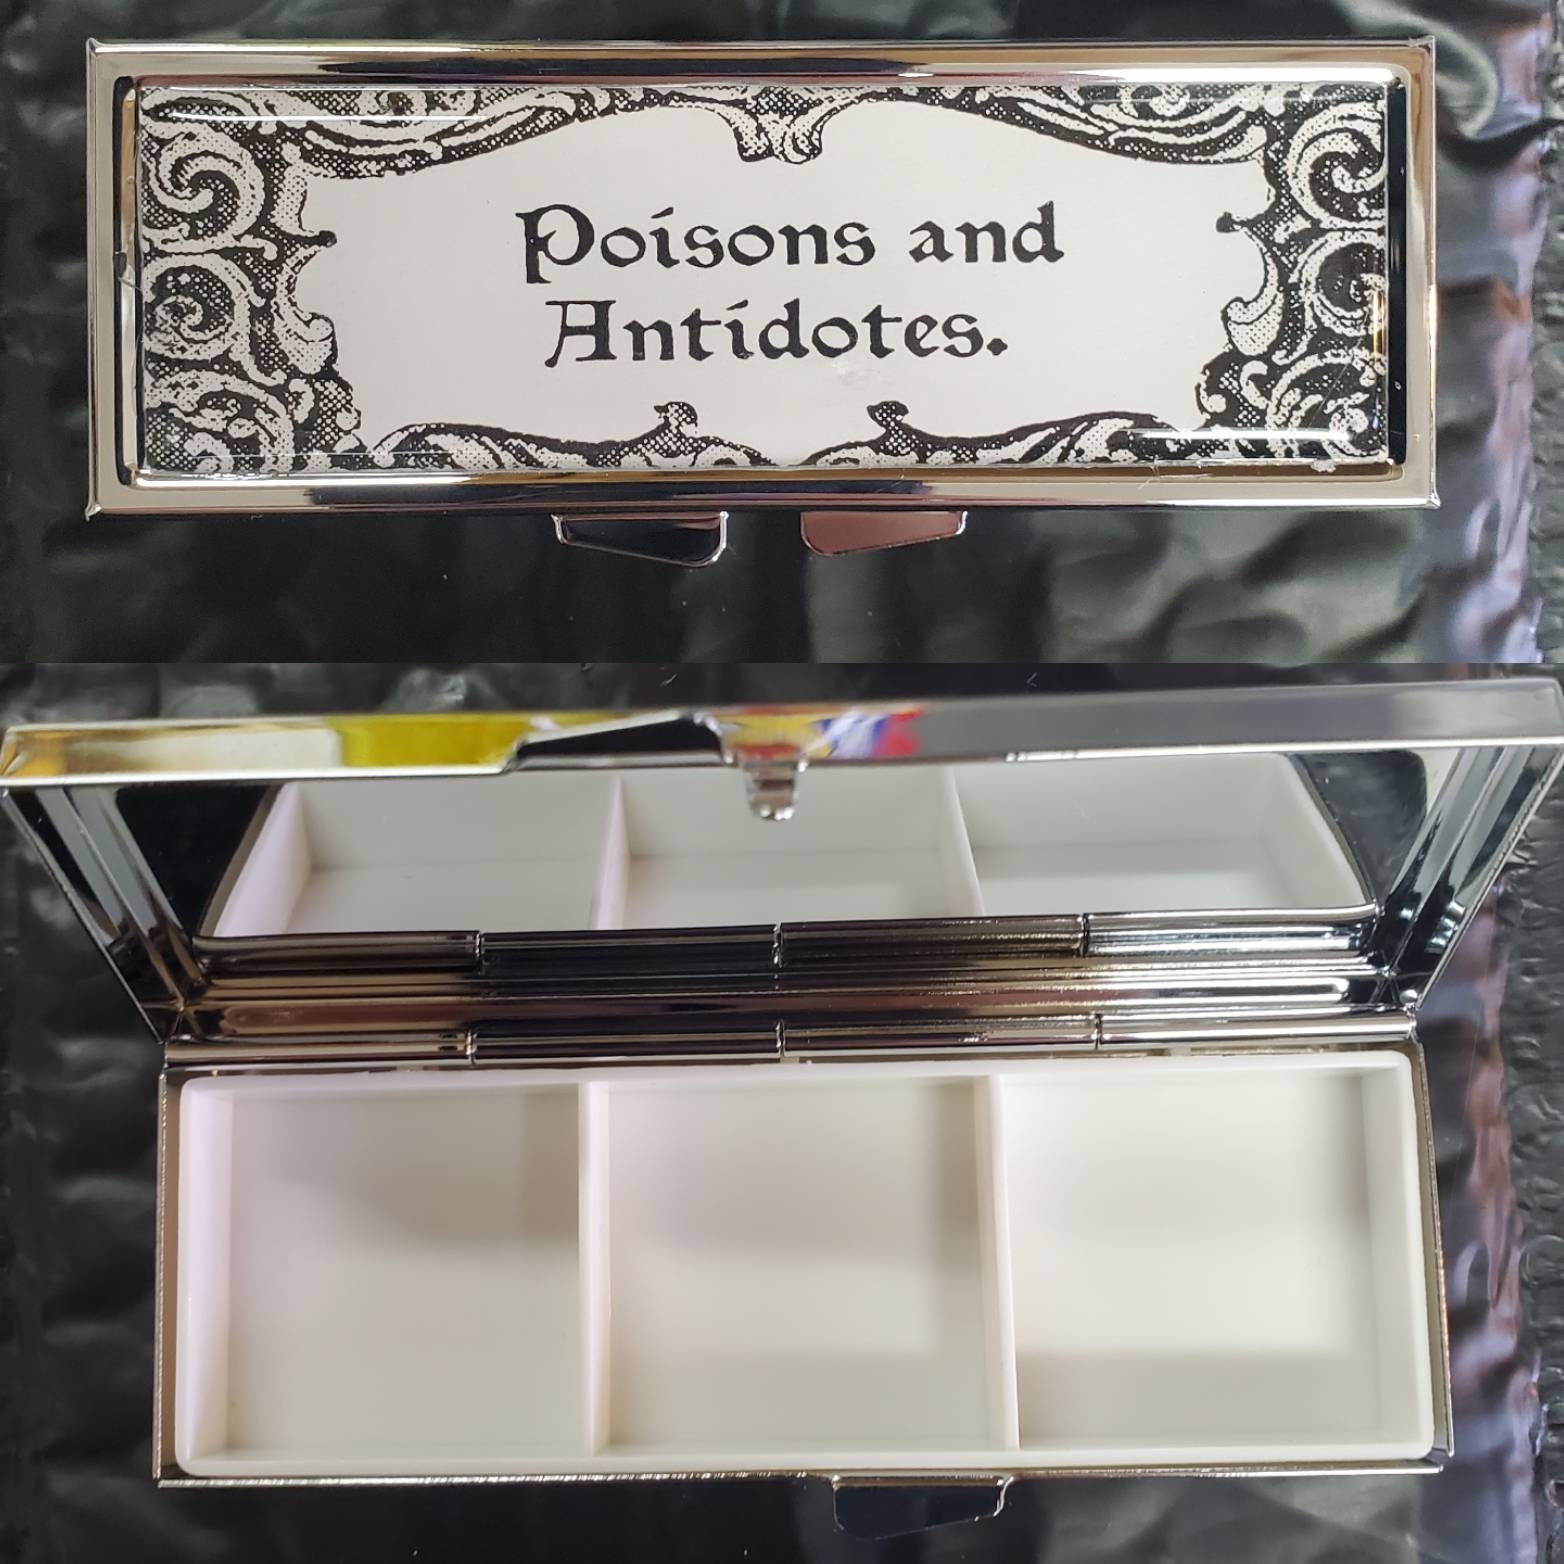 Poisons and
Antidotes.